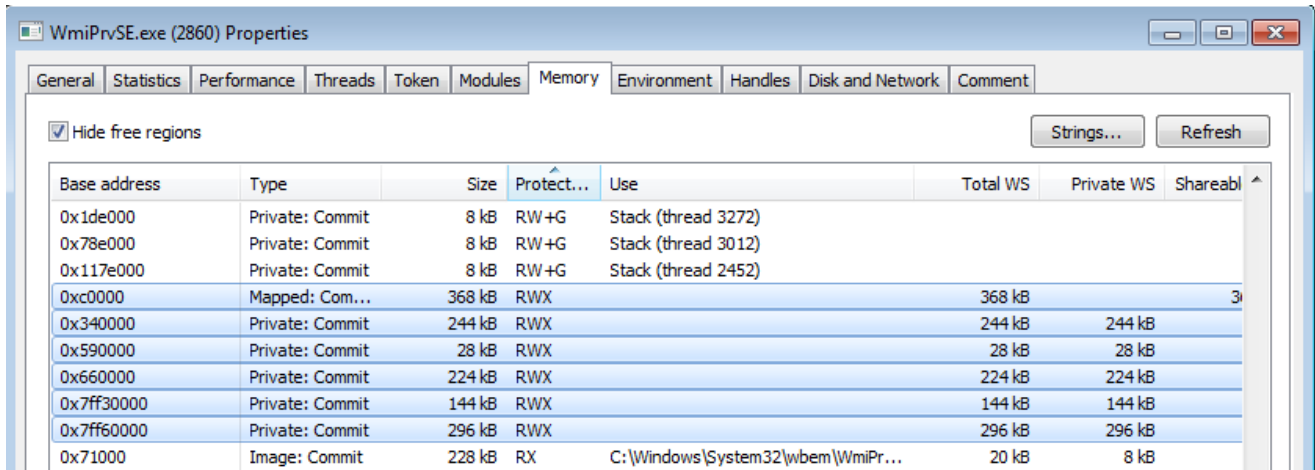 WmiPrvSE.exe (2860) Properties
General Statistics Performance Threads Token Modules Memory Environment Handles Disk and Network Comment
Hide free regions Strings... Refresh
Base address Type Size Protect... Use Total WS Private WS Shareabl
0x1de000 Private: Commit 8 kB RW+G Stack (thread 3272)
0x78e000 Private: Commit 8 kB RW+G Stack (thread 3012)
0x117e000 Private: Commit 8 kB RW+G Stack (thread 2452)
0xc0000 Mapped: Com... 368 kB RWX 368 kB
0x340000 Private: Commit 244 kB RWX 244 kB 244 kB
0x590000 Private: Commit 28 kB RWX 28 kB 28 kB
0x660000 Private: Commit 224 kB RWX 224 kB 224 kB
0x7ff30000 Private: Commit 144 kB RWX 144 kB 144 kB
0x7ff60000 Private: Commit 296 kB RWX 296 kB 296 kB
0x71000 Image: Commit 228 kB RX C:\Windows\System32\wbem\WmiPr... 20 kB 8 kB